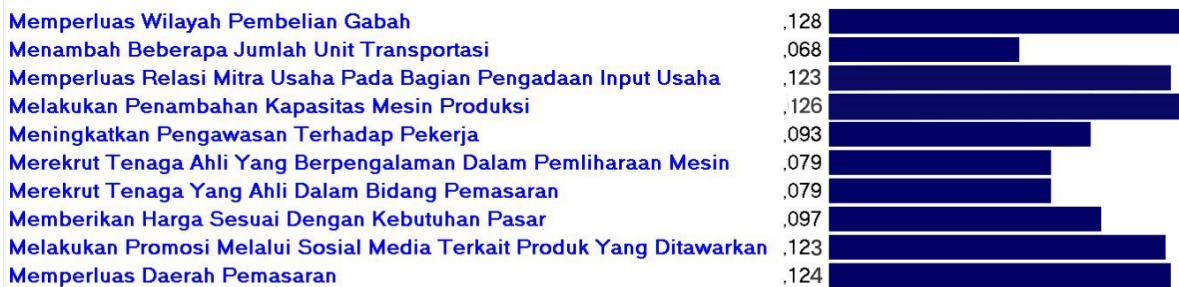 Memperluas Wilayah Pembelian Gabah ,128
Menambah Beberapa Jumlah Unit Transportasi ,068
Memperluas Relasi Mitra Usaha Pada Bagian Pengadaan Input Usaha ,123
Melakukan Penambahan Kapasitas Mesin Produksi ,126
Meningkatkan Pengawasan Terhadap Pekerja ,093
Merekrut Tenaga Ahli Yang Berpengalaman Dalam Pemliharaan Mesin ,079
Merekrut Tenaga Yang Ahli Dalam Bidang Pemasaran ,079
Memberikan Harga Sesuai Dengan Kebutuhan Pasar ,097
Melakukan Promosi Melalui Sosial Media Terkait Produk Yang Ditawarkan ,123
Memperluas Daerah Pemasaran ,124